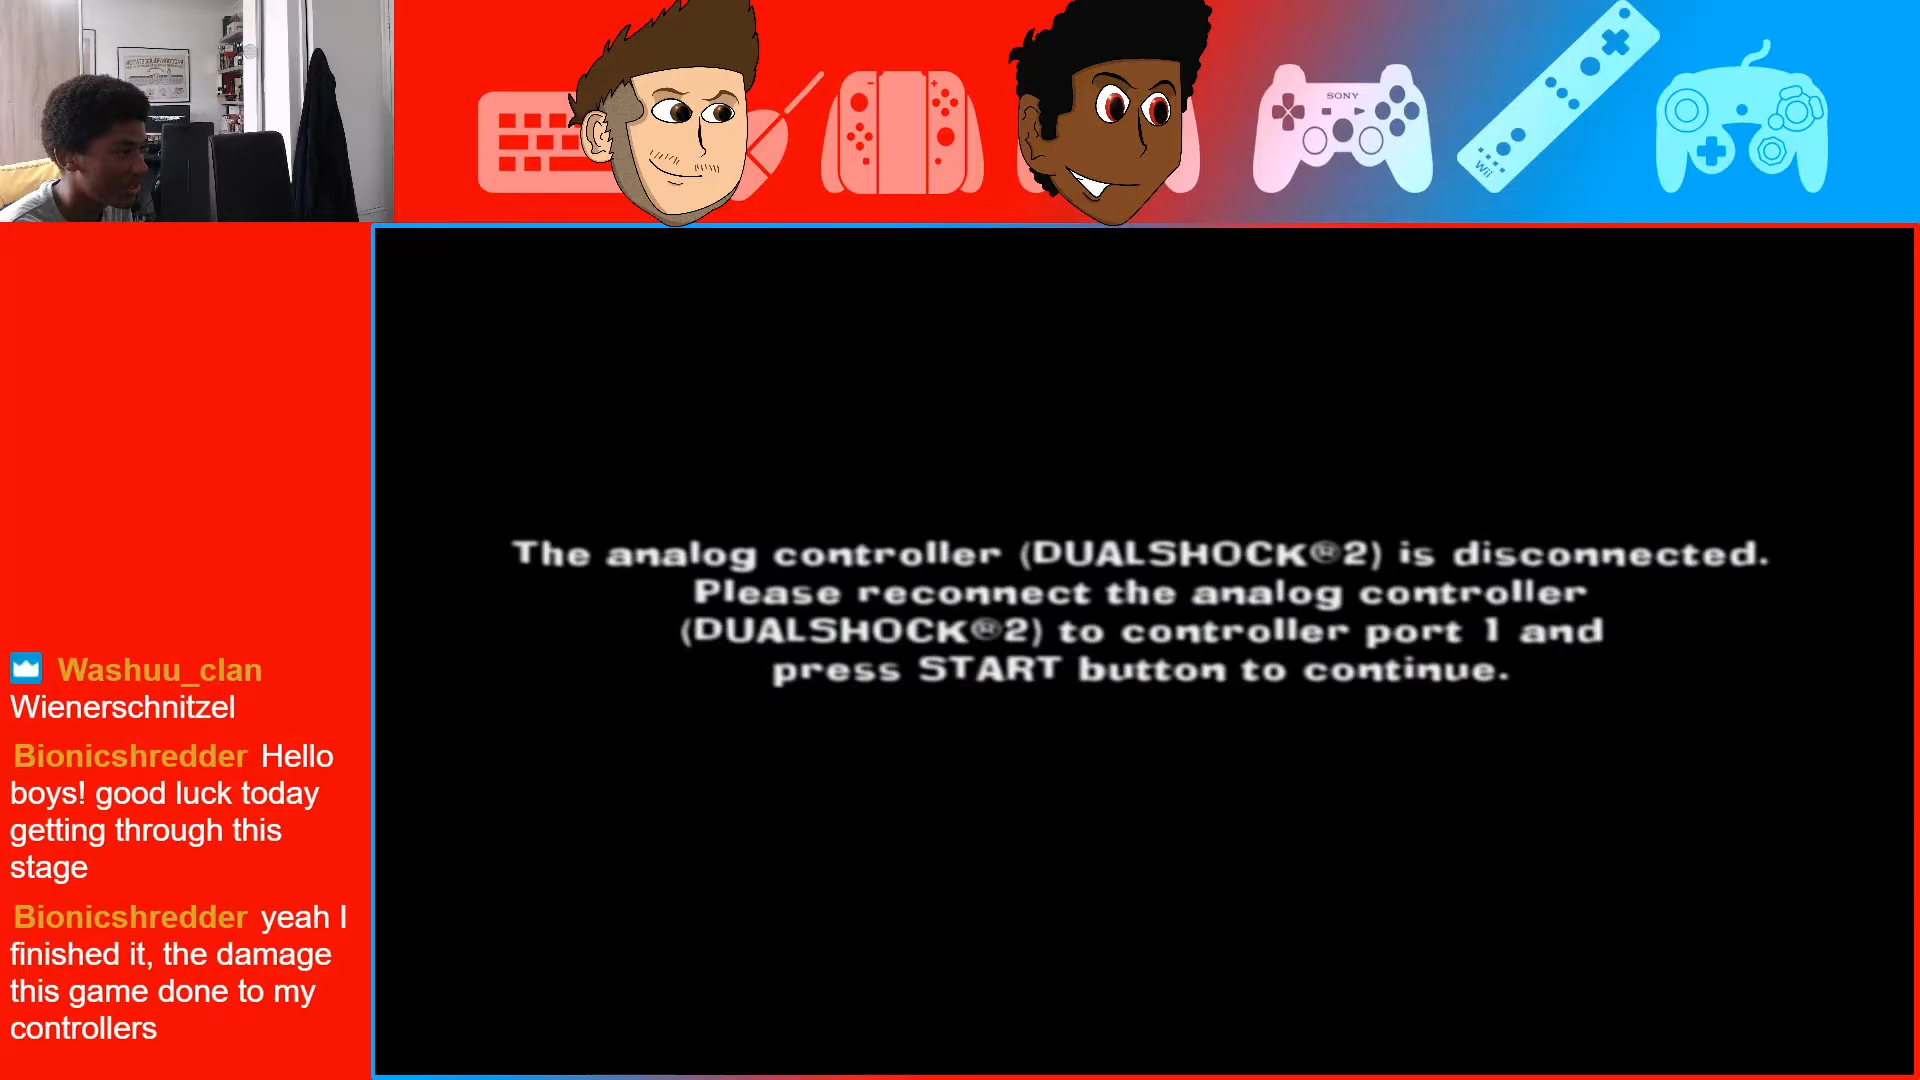 SONY
Wii
The analog controller (DUALSHOCK®2) is disconnected.
Please reconnect the analog controller
(DUALSHOCK®2) to controller port 1 and
press START button to continue.
Washuu_clan
Wienerschnitzel
Bionicshredder Hello
boys! good luck today
getting through this
stage
Bionicshredder yeah I
finished it, the damage
this game done to my
controllers